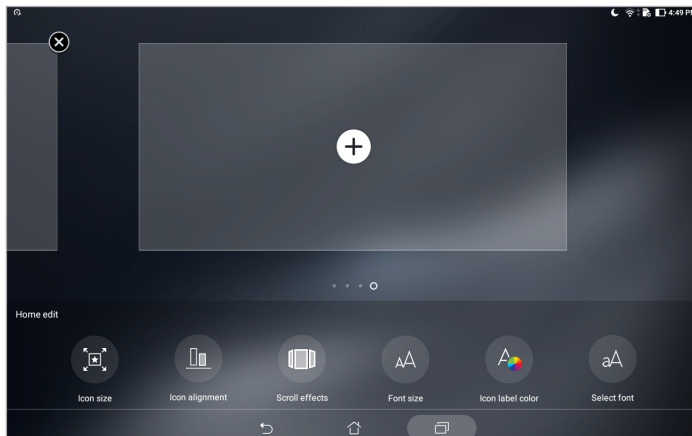 4:49 PM
Home edit
Icon size
Icon alignment
Scroll effects
Font size
Icon label color
Select font